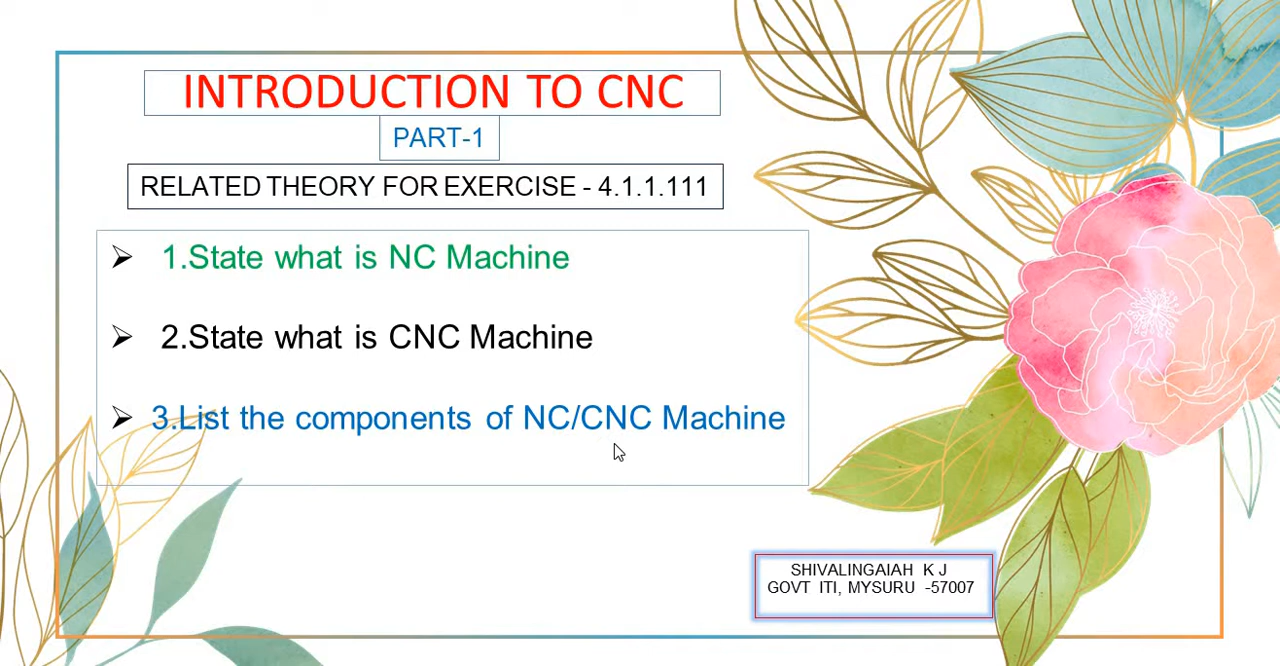 INTRODUCTION TO CNC
PART-1
RELATED THEORY FOR EXERCISE - 4.1.1.111
➢ 1.State what is NC Machine
➢ 2.State what is CNC Machine
➢ 3.List the components of NC/CNC Machine
SHIVALINGAIAH K J
GOVT ITI, MYSURU -57007